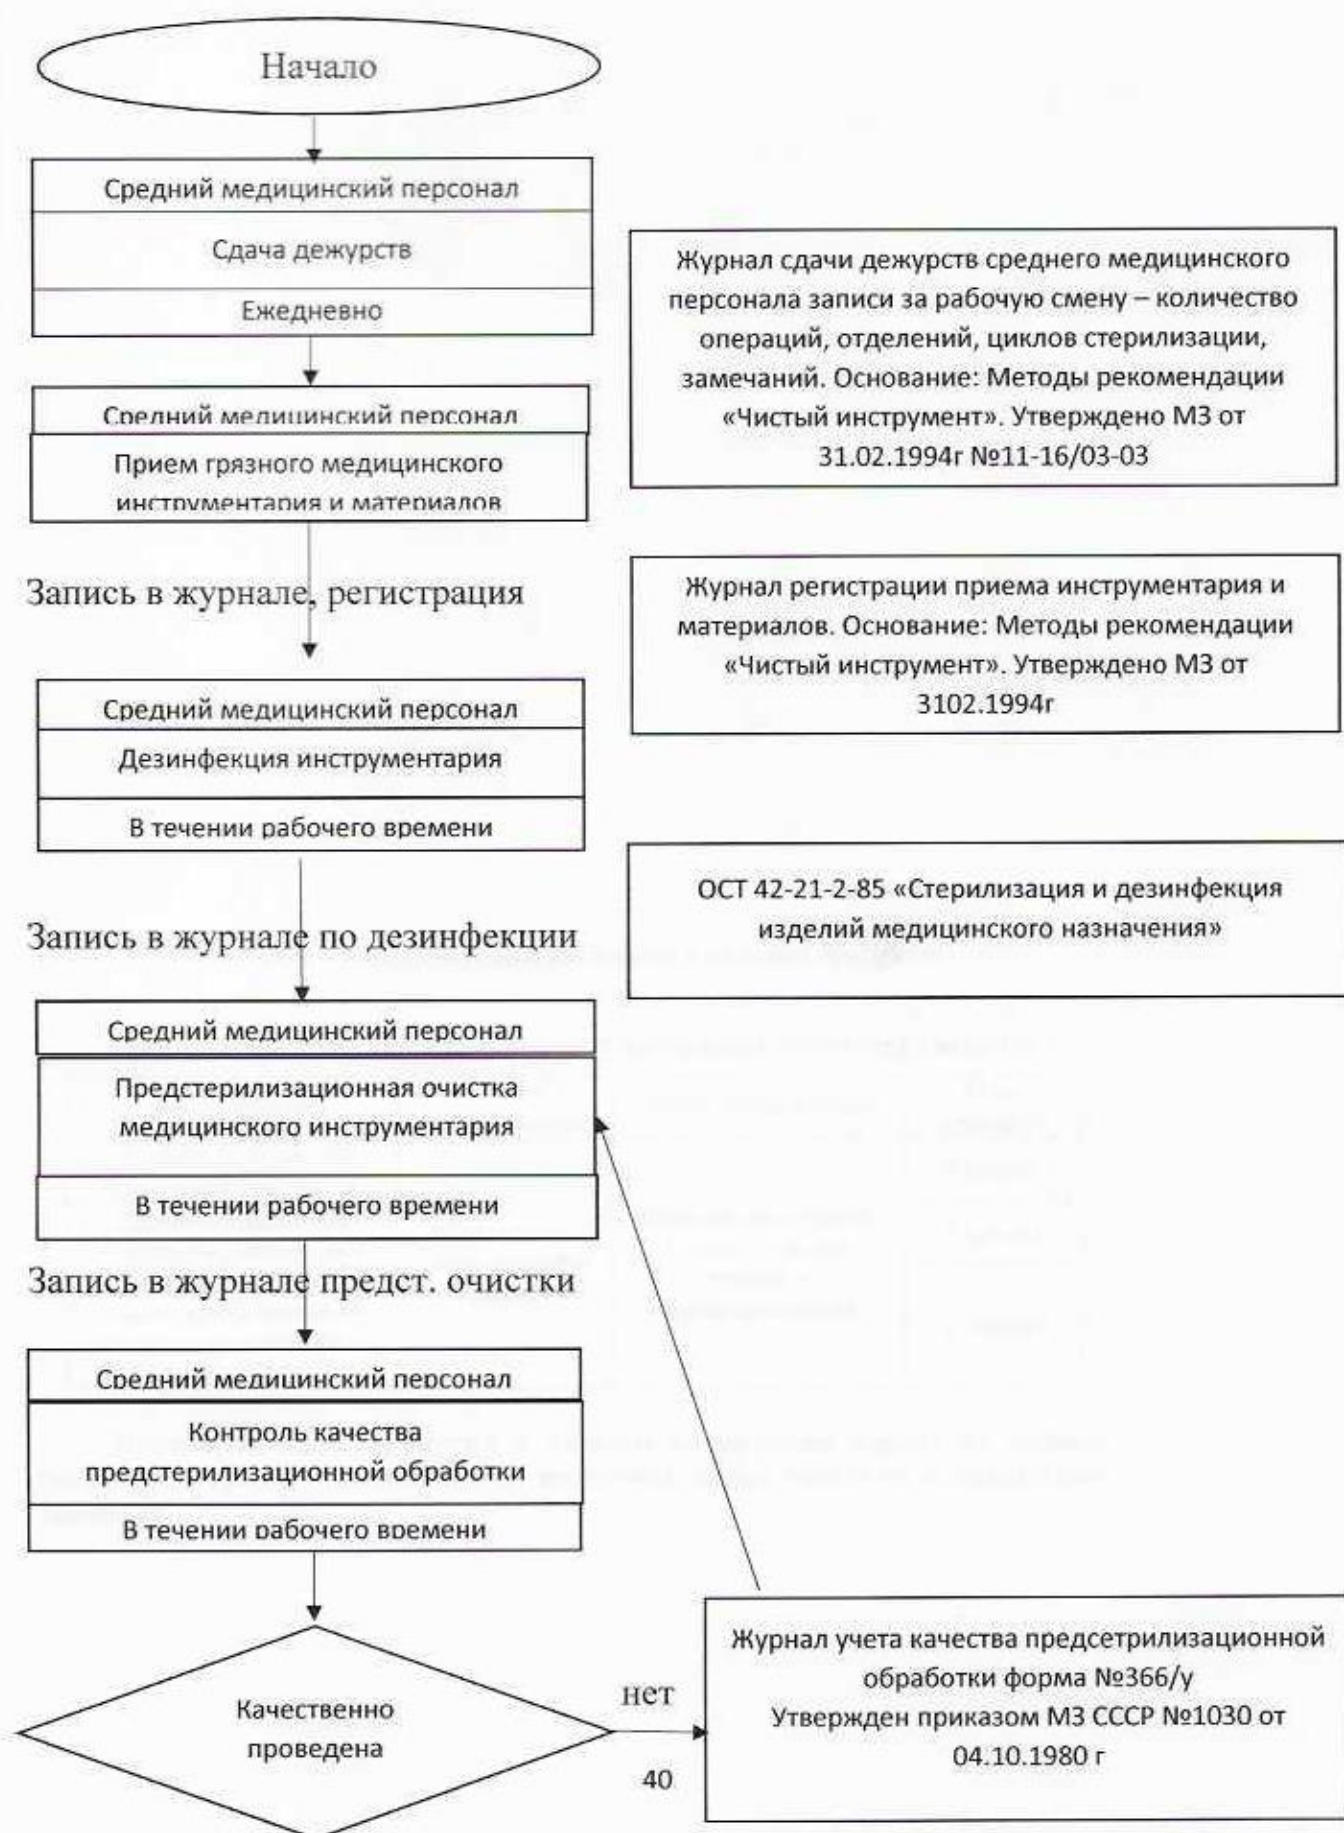 Начало
Средний медицинский персонал
Сдача дежурств
Ежедневно
Журнал сдачи дежурств среднего медицинского
персонала записи за рабочую смену – количество
операций, отделений, циклов стерилизации,
замечаний. Основание: Методы рекомендации
«Чистый инструмент». Утверждено МЗ от
31.02.1994г №11-16/03-03
Средний медицинский персонал
Прием грязного медицинского
инструментария и материалов
Запись в журнале, регистрация
Журнал регистрации приема инструментария и
материалов. Основание: Методы рекомендации
«Чистый инструмент». Утверждено МЗ от
3102.1994г
Средний медицинский персонал
Дезинфекция инструментария
В течении рабочего времени
ОСТ 42-21-2-85 «Стерилизация и дезинфекция
изделий медицинского назначения»
Запись в журнале по дезинфекции
Средний медицинский персонал
Предстерилизационная очистка
медицинского инструментария
В течении рабочего времени
Запись в журнале предст. очистки
Средний медицинский персонал
Контроль качества
предстерилизационной обработки
В течении рабочего времени
Качественно
проведена
нет
40
Журнал учета качества предсетрилизационной
обработки форма №366/у
Утвержден приказом МЗ СССР №1030 от
04.10.1980 г